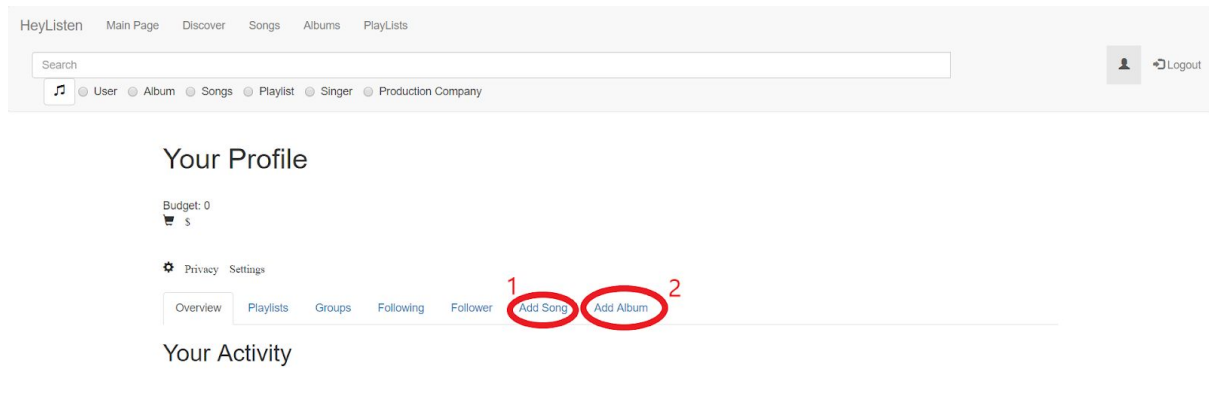 HeyListen Main Page Discover Songs Albums PlayLists
Search
Logout
User Album Songs Playlist Singer Production Company
Your Profile
Budget: 0
$
Privacy Settings
1 2
Overview Playlists Groups Following Follower Add Song Add Album
Your Activity